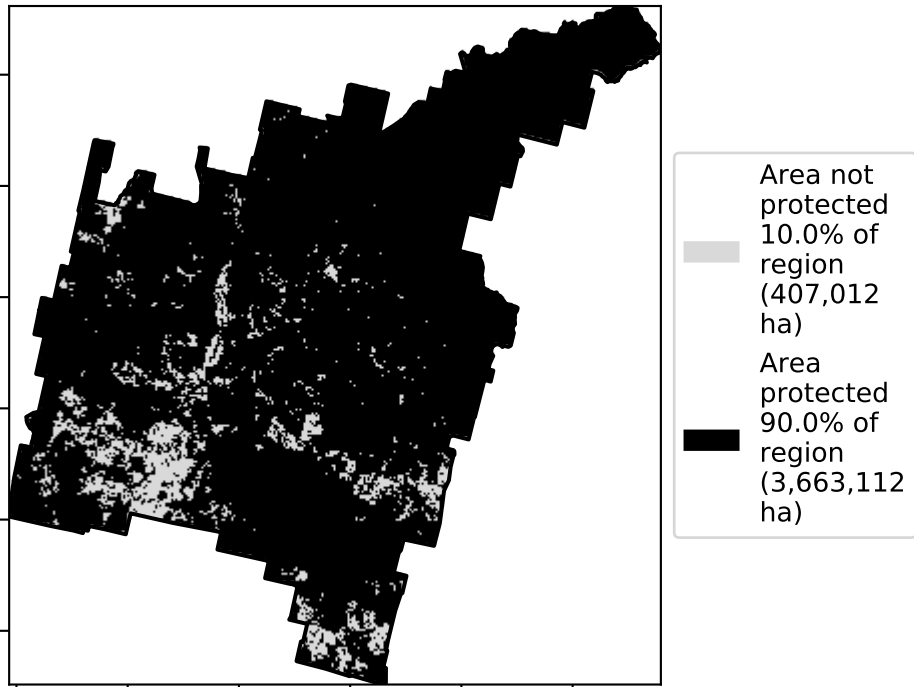 Area not
protected
10.0% of
region
(407,012
ha)
Area
protected
90.0% of
region
(3,663,112
ha)